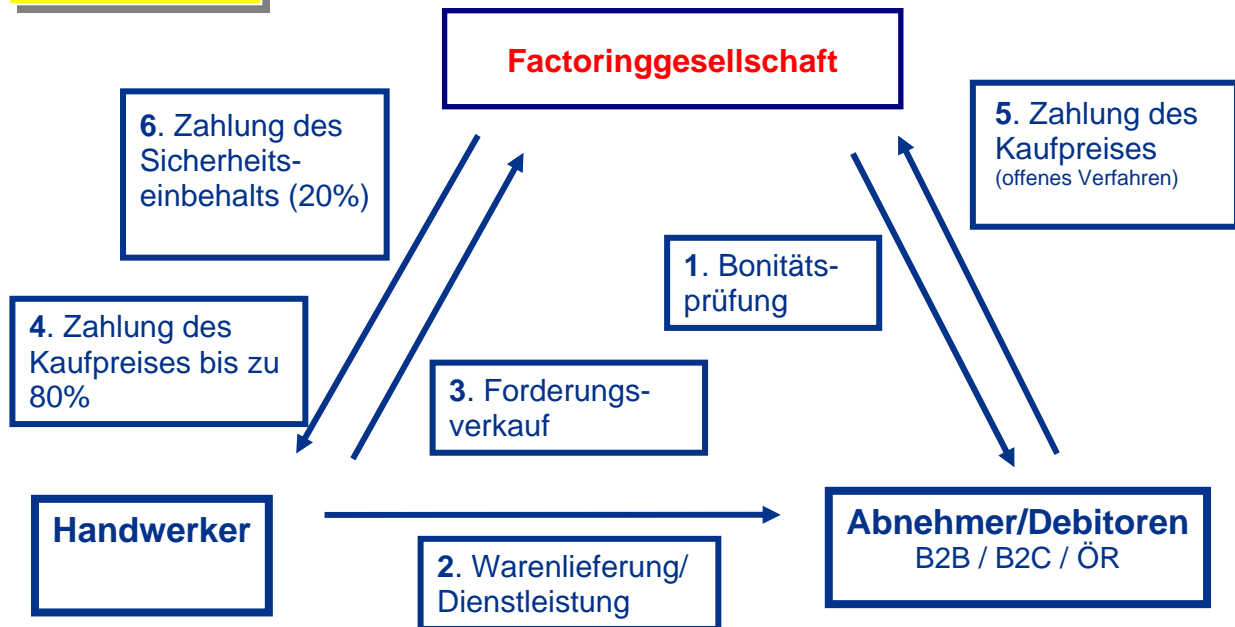 Factoringgesellschaft
6. Zahlung des
Sicherheits-
einbehalts (20%)
5. Zahlung des
Kaufpreises
(offenes Verfahren)
1. Bonitäts-
prüfung
4. Zahlung des
Kaufpreises bis zu
80%
3. Forderungs-
verkauf
Handwerker
Abnehmer/Debitoren
B2B / B2C / ÖR
2. Warenlieferung/
Dienstleistung